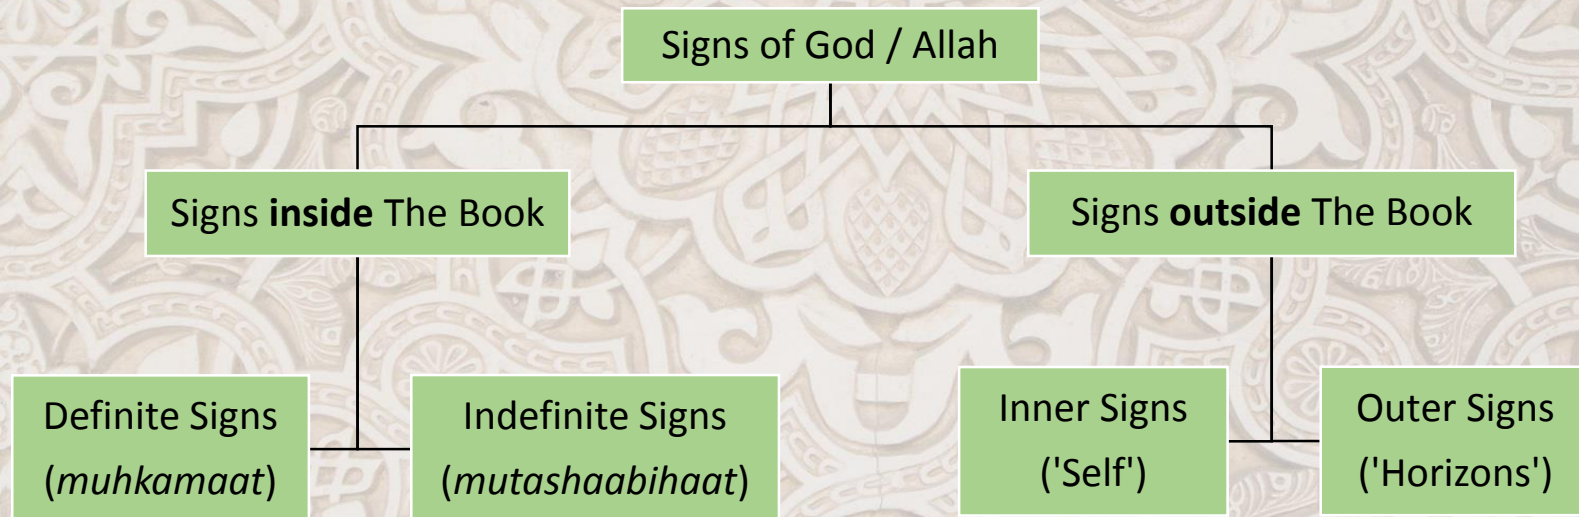 Signs of God / Allah
Signs inside The Book
Signs outside The Book
Definite Signs
(muhkamaat)
Indefinite Signs
(mutashaabihaat)
Inner Signs
('Self')
Outer Signs
('Horizons')